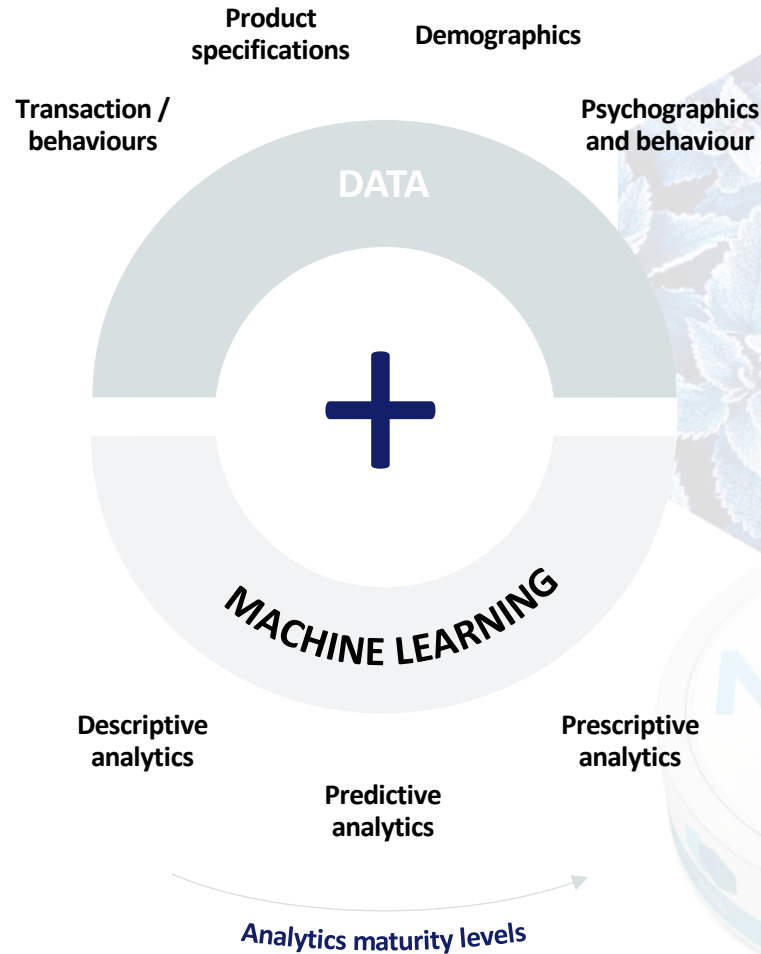 Product
specifications
Demographics
Transaction /
behaviours
Psychographics
and behaviour
DATA
MACHINE LEARNING
Descriptive
analytics
Prescriptive
analytics
Predictive
analytics
Analytics maturity levels